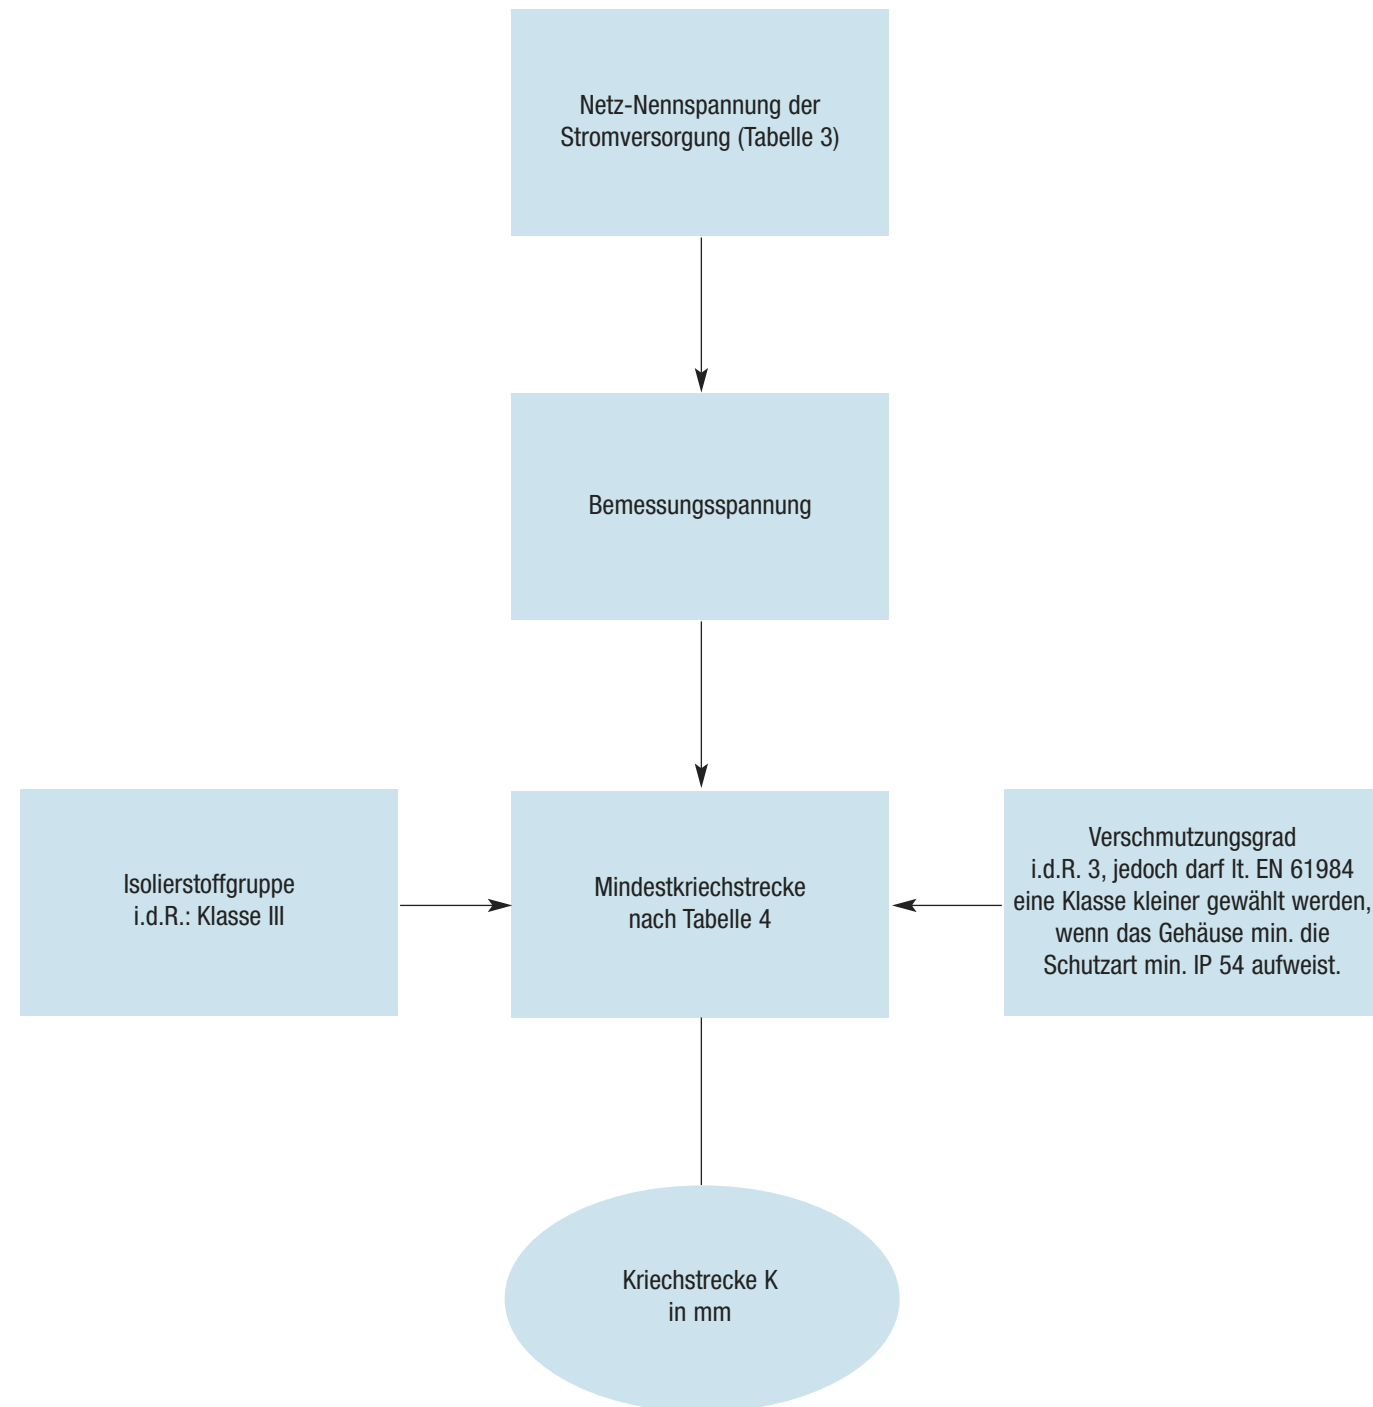 Netz-Nennspannung der
Stromversorgung (Tabelle 3)
Bemessungsspannung
Isolierstoffgruppe
i.d.R.: Klasse III
Mindestkriechstrecke
nach Tabelle 4
Verschmutzungsgrad
i.d.R. 3, jedoch darf lt. EN 61984
eine Klasse kleiner gewählt werden,
wenn das Gehäuse min. die
Schutzart min. IP 54 aufweist.
Kriechstrecke K
in mm